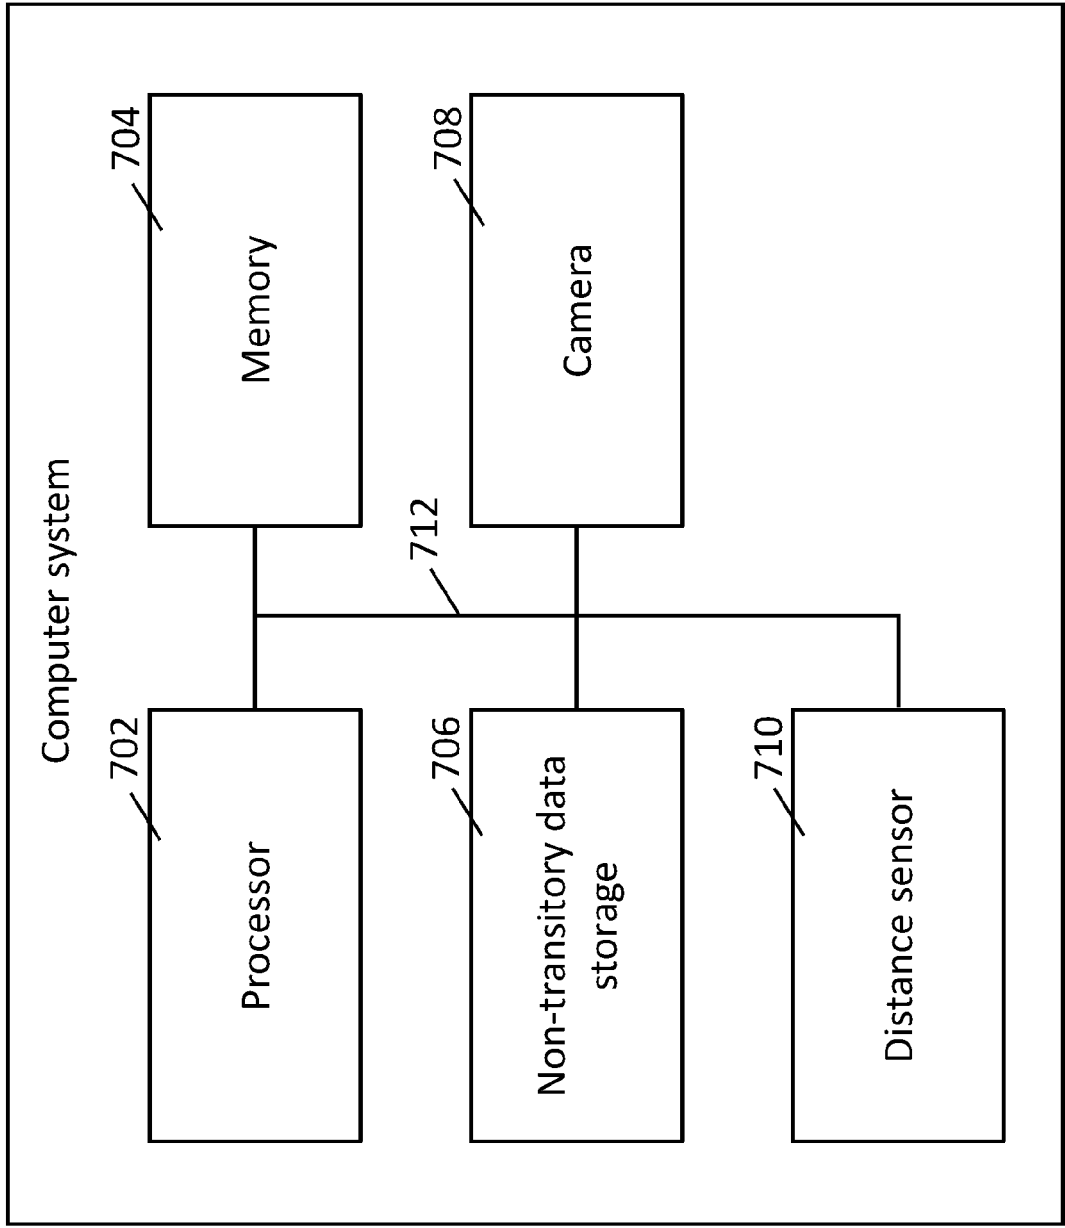 Computer system
702
704
Processor
Memory
712
706
708
Non-transitory data
storage
Camera
710
Distance sensor